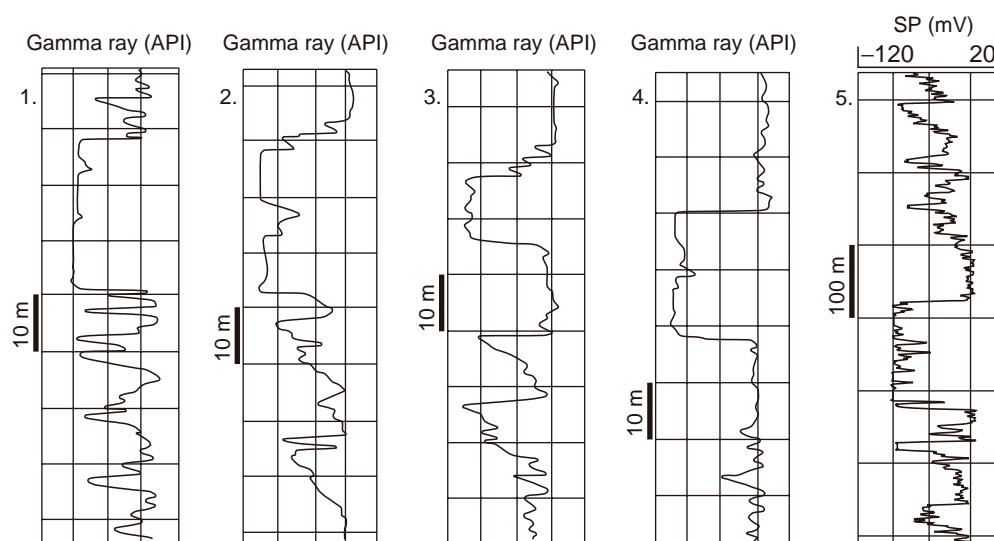 Gamma ray (API)
1.
10 m
Gamma ray (API)
2.
10 m
Gamma ray (API)
3.
10 m
Gamma ray (API)
4.
10 m
SP (mV)
–120 20
5.
100 m